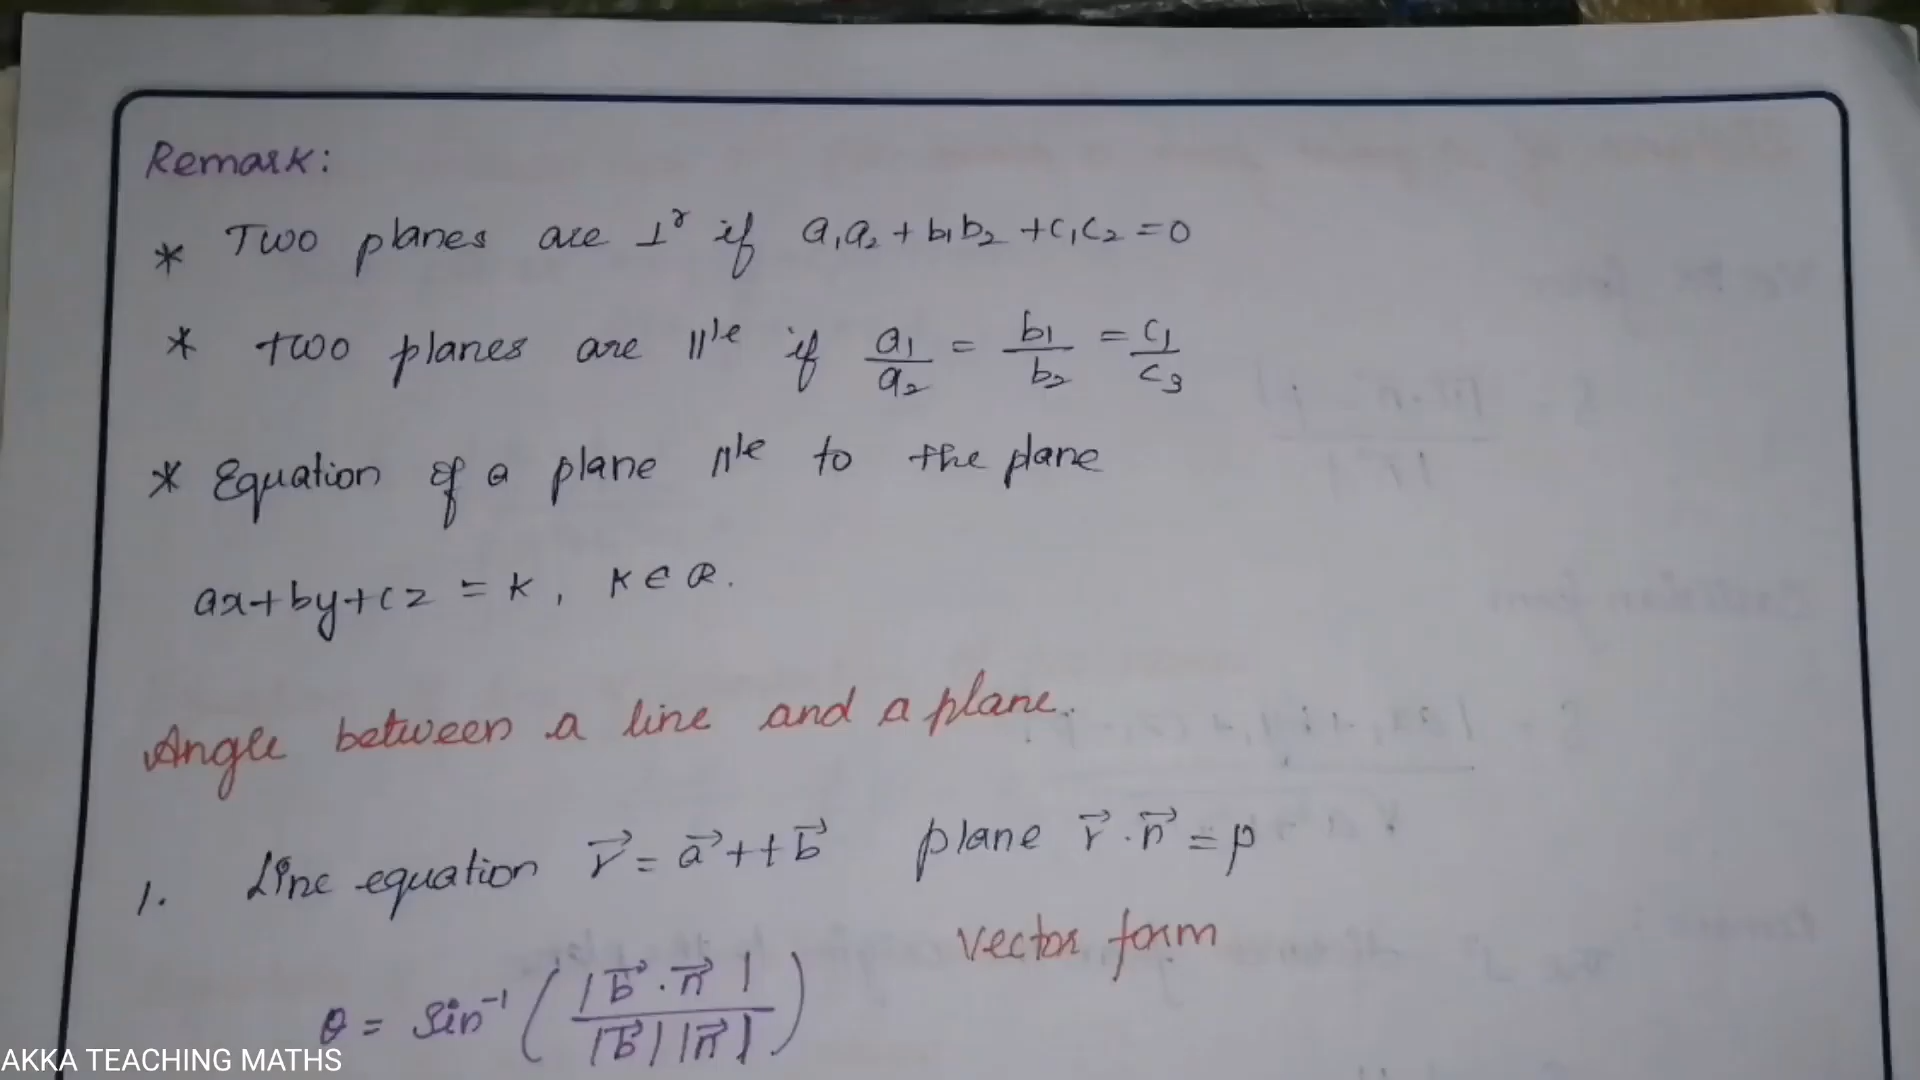 Remark:
* Two planes are ⊥r if a₁a₂ + b₁b₂ + c₁c₂ = 0
* two planes are ||le if a₁/a₂ = b₁/b₂ = c₁/c₃
* Equation of a plane ||le to the plane
ax+by+cz = k, k∈R.
Angle between a line and a plane.
1. Line equation r⃗ = a⃗ + t b⃗ plane r⃗ . n⃗ = p
vector form
θ = sin⁻¹ ( |b⃗ . n⃗| / |b⃗| |n⃗| )
AKKA TEACHING MATHS